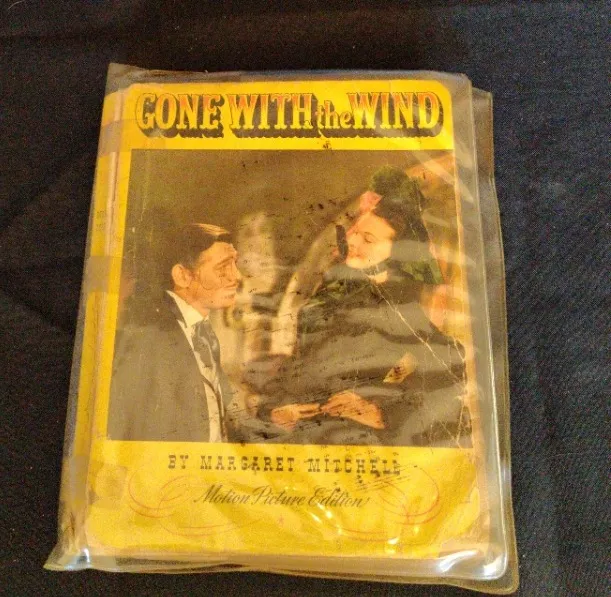 GONE WITH the WIND
BY MARGARET MITCHELL
Motion Picture Edition